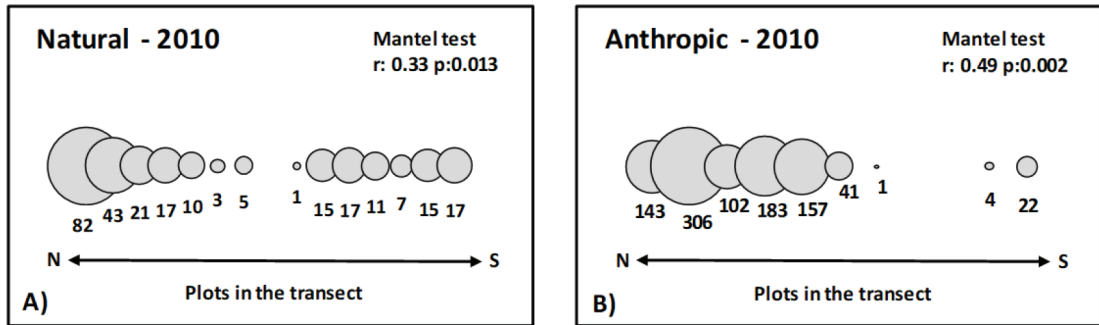 Natural - 2010
Mantel test
r: 0.33 p:0.013
82 43 21 17 10 3 5 1 15 17 11 7 15 17
N S
Plots in the transect
A)
Anthropic - 2010
Mantel test
r: 0.49 p:0.002
143 306 102 183 157 41 1 4 22
N S
Plots in the transect
B)